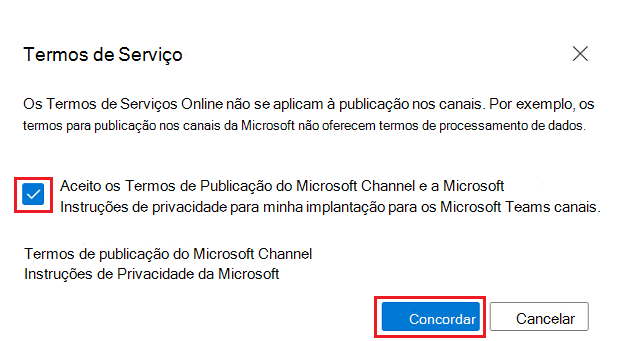 Termos de Serviço
Os Termos de Serviços Online não se aplicam à publicação nos canais. Por exemplo, os
termos para publicação nos canais da Microsoft não oferecem termos de processamento de dados.
Aceito os Termos de Publicação do Microsoft Channel e a Microsoft
Instruções de privacidade para minha implantação para os Microsoft Teams canais.
Termos de publicação do Microsoft Channel
Instruções de Privacidade da Microsoft
Concordar
Cancelar